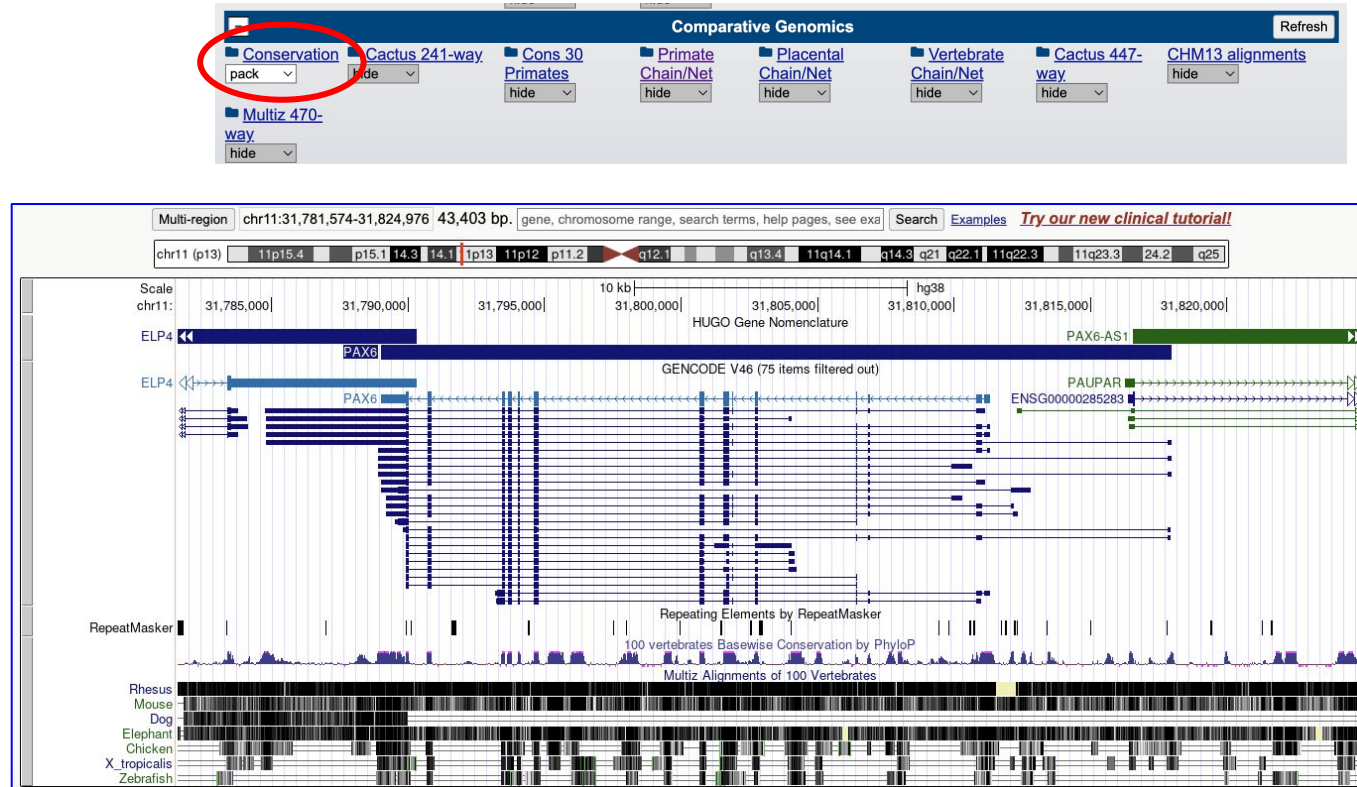 Comparative Genomics
Refresh
Conservation Cactus 241-way Cons 30 Primates Primate Chain/Net Placental Chain/Net Vertebrate Chain/Net Cactus 447-way CHM13 alignments
pack hide hide hide hide hide hide hide
Multiz 470-way
hide
Multi-region chr11:31,781,574-31,824,976 43,403 bp. gene, chromosome range, search terms, help pages, see exa Search Examples Try our new clinical tutorial!
chr11 (p13) 11p15.4 p15.1 14.3 14.1 1p13 11p12 p11.2 q12.1 q13.4 11q14.1 q14.3 q21 q22.1 11q22.3 11q23.3 24.2 q25
Scale 10 kb hg38
chr11: 31,785,000 31,790,000 31,795,000 31,800,000 31,805,000 31,810,000 31,815,000 31,820,000
HUGO Gene Nomenclature
ELP4 PAX6-AS1
PAX6
GENCODE V46 (75 items filtered out)
ELP4 PAUPAR
PAX6 ENSG00000285283
Repeating Elements by RepeatMasker
RepeatMasker
100 vertebrates Basewise Conservation by PhyloP
Multiz Alignments of 100 Vertebrates
Rhesus
Mouse
Dog
Elephant
Chicken
X_tropicalis
Zebrafish